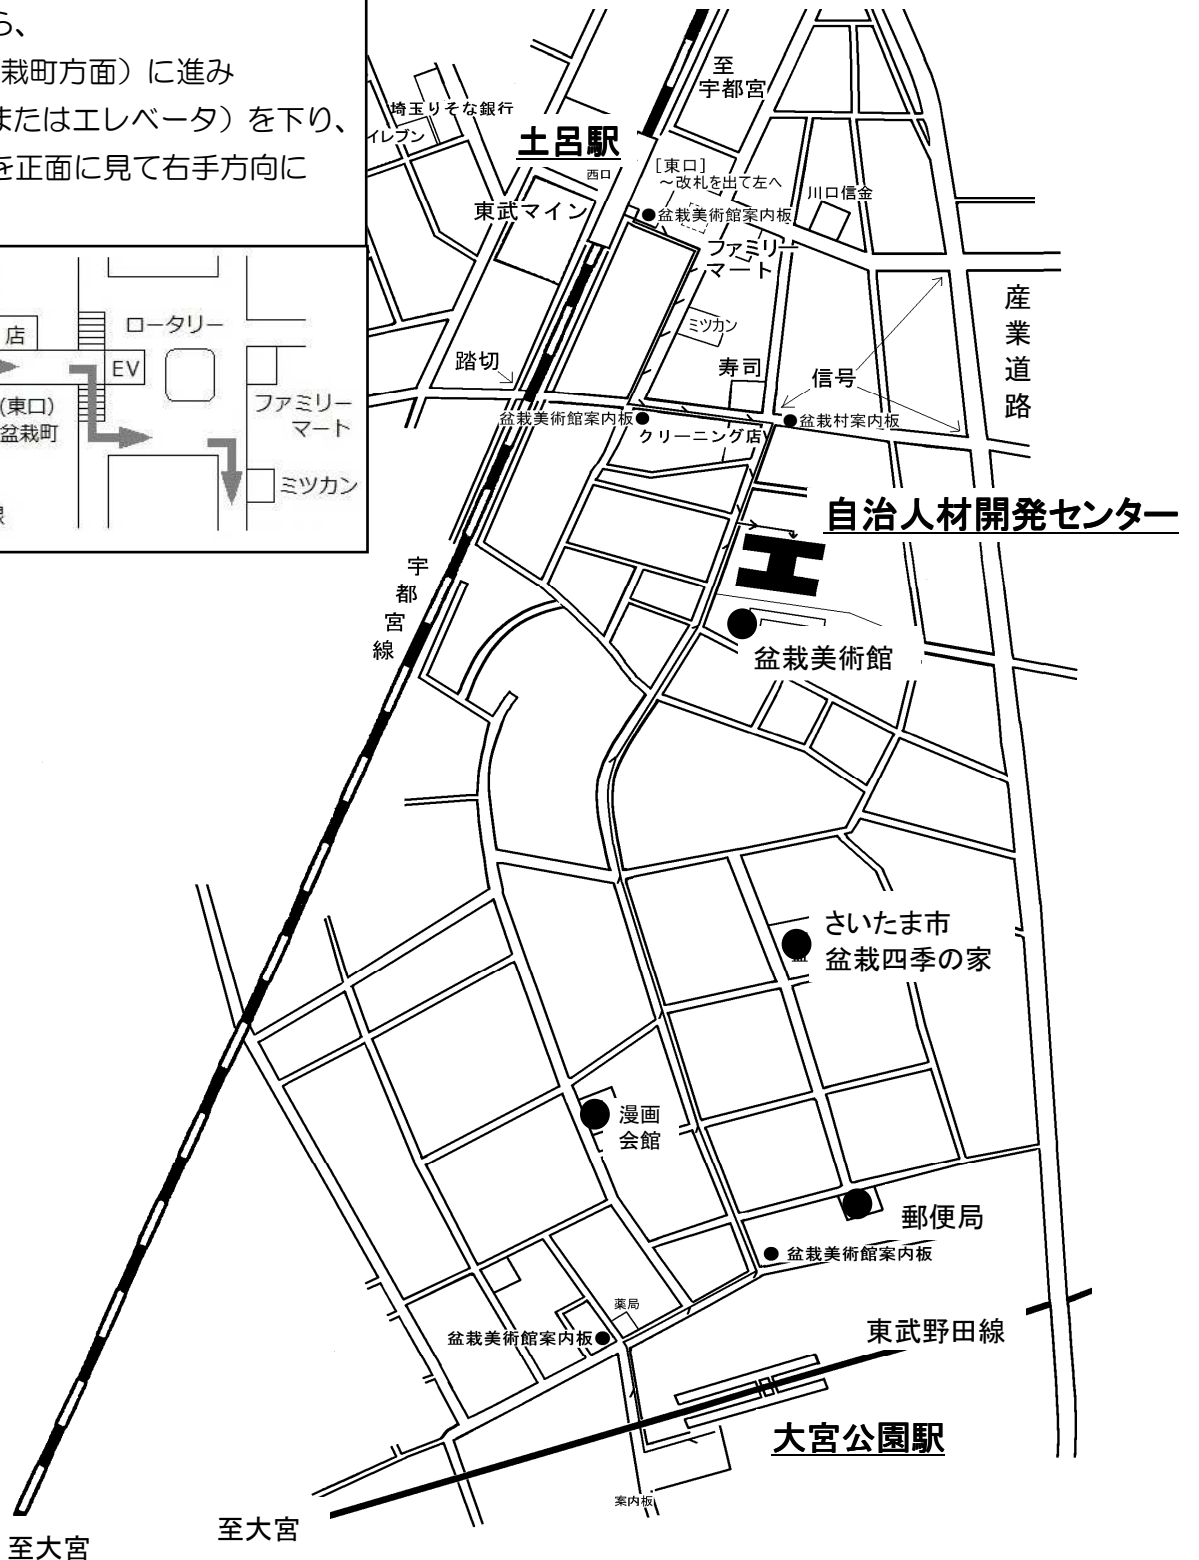 ら、
栽町方面）に進み
またはエレベータ）を下り、
を正面に見て右手方向に
店
ロータリー
EV
(東口)
盆栽町
ファミリー
マート
ミツカン
至
宇都宮
埼玉りそな銀行
イレブン
土呂駅
西口
[東口]
～改札を出て左へ
川口信金
東武マイン
盆栽美術館案内板
ファミリー
マート
ミツカン
産業道路
踏切
寿司
信号
盆栽美術館案内板
盆栽村案内板
クリーニング店
自治人材開発センター
宇都宮線
盆栽美術館
さいたま市
盆栽四季の家
漫画
会館
郵便局
盆栽美術館案内板
薬局
盆栽美術館案内板
東武野田線
大宮公園駅
案内板
至大宮
至大宮